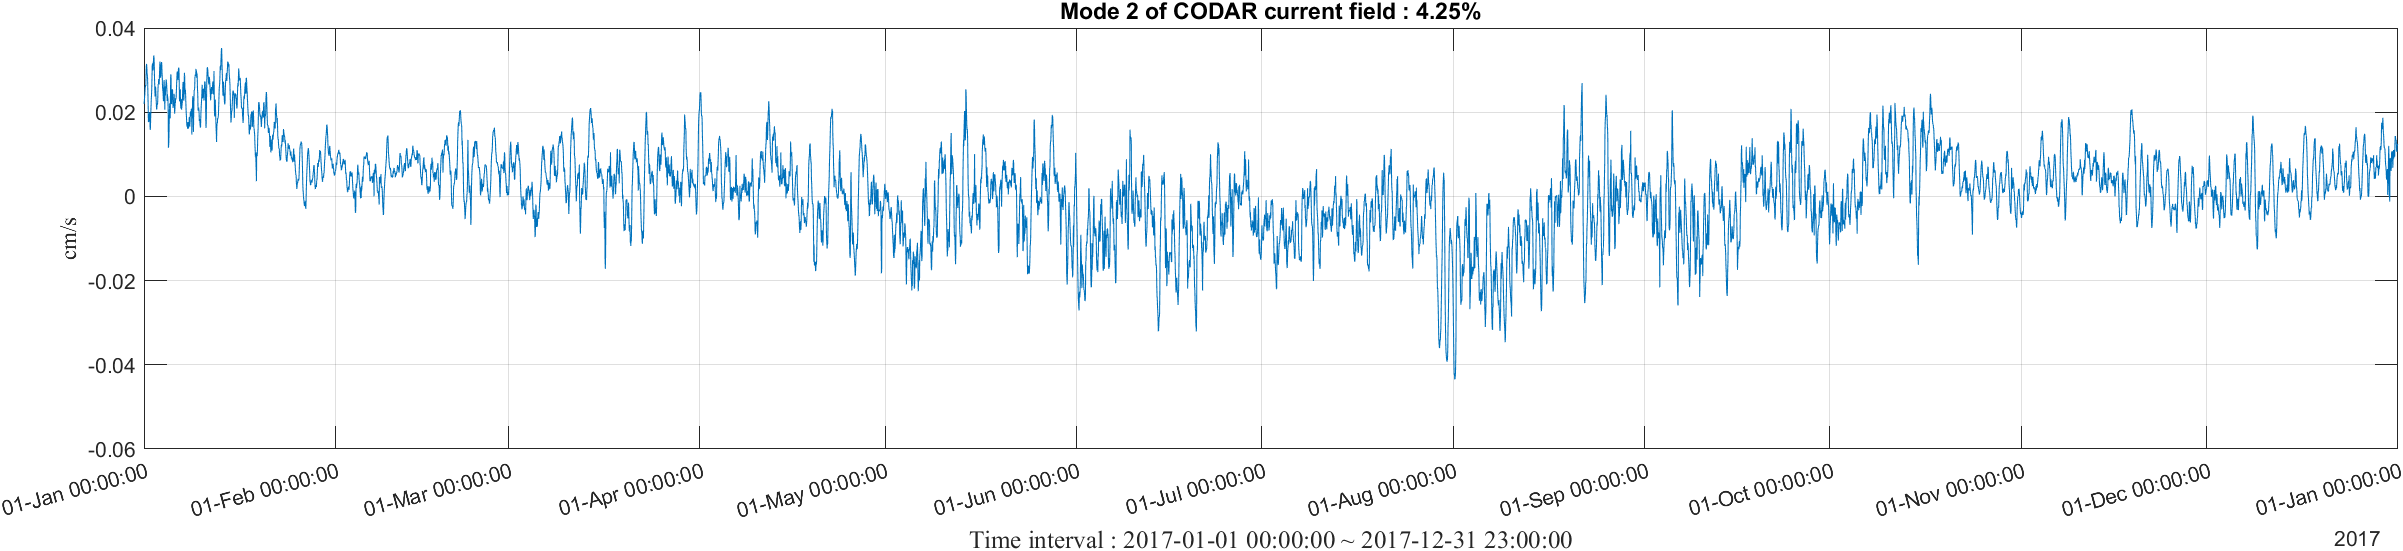 Mode 2 of CODAR current field : 4.25%
0.04
0.02
0
-0.02
-0.04
-0.06
cm/s
01-Jan 00:00:00
01-Feb 00:00:00
01-Mar 00:00:00
01-Apr 00:00:00
01-May 00:00:00
01-Jun 00:00:00
01-Jul 00:00:00
01-Aug 00:00:00
01-Sep 00:00:00
01-Oct 00:00:00
01-Nov 00:00:00
01-Dec 00:00:00
01-Jan 00:00:00
Time interval : 2017-01-01 00:00:00 ~ 2017-12-31 23:00:00
2017